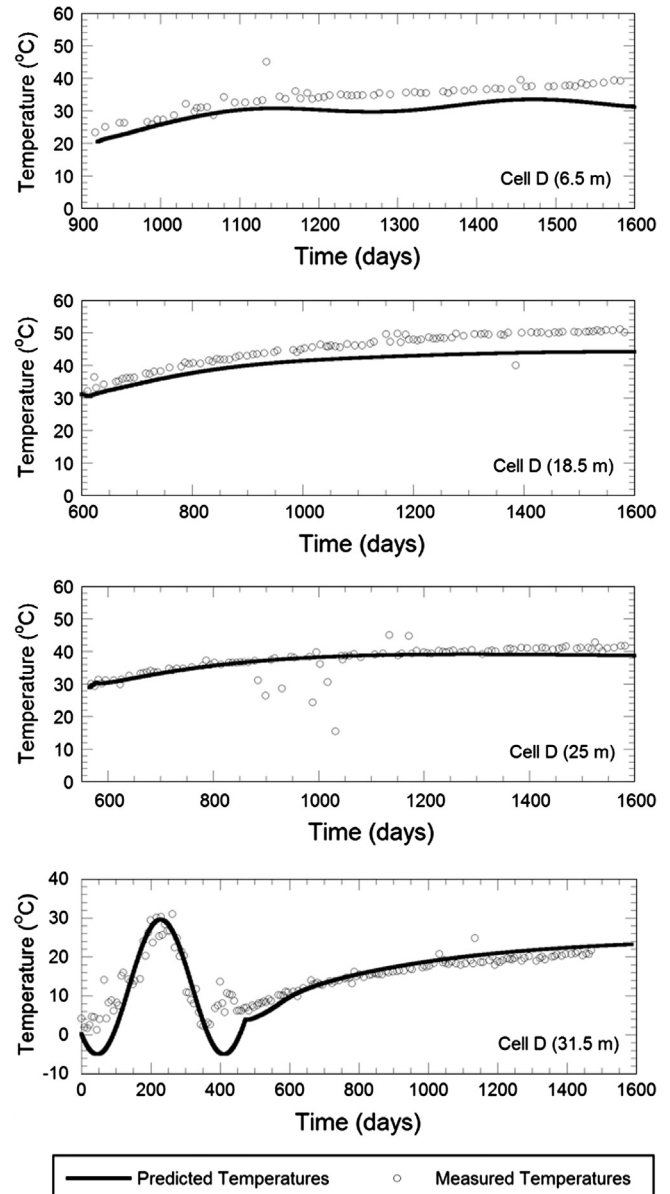 60
50
40
30
20
10
0
Temperature (°C)
Cell D (6.5 m)
900 1000 1100 1200 1300 1400 1500 1600
Time (days)
60
50
40
30
20
10
0
Temperature (°C)
Cell D (18.5 m)
600 800 1000 1200 1400 1600
Time (days)
60
50
40
30
20
10
0
Temperature (°C)
Cell D (25 m)
600 800 1000 1200 1400 1600
Time (days)
40
30
20
10
0
-10
Temperature (°C)
Cell D (31.5 m)
0 200 400 600 800 1000 1200 1400 1600
Time (days)
Predicted Temperatures Measured Temperatures